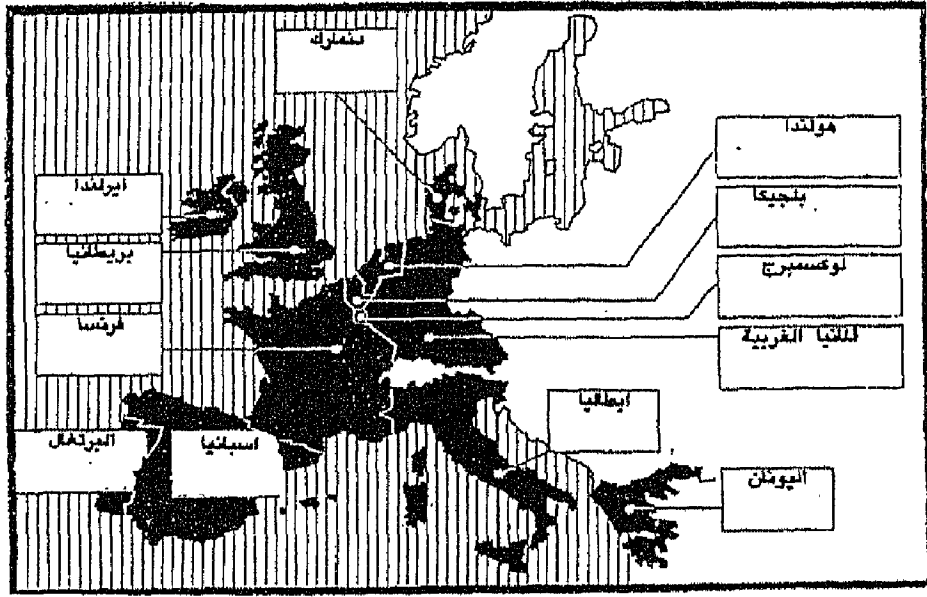 دنمارك
هولندا
ايرلندا
بلجيكا
بريطانيا
لوكسمبرج
فرنسا
المانيا الغربية
ايطاليا
البرتغال
اسبانيا
اليونان